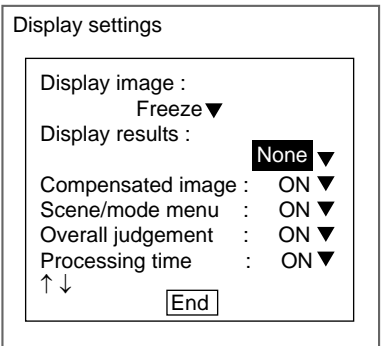 Display settings
Display image :
Freeze▼
Display results :
None ▼
Compensated image : ON ▼
Scene/mode menu : ON ▼
Overall judgement : ON ▼
Processing time : ON ▼
↑ ↓
End